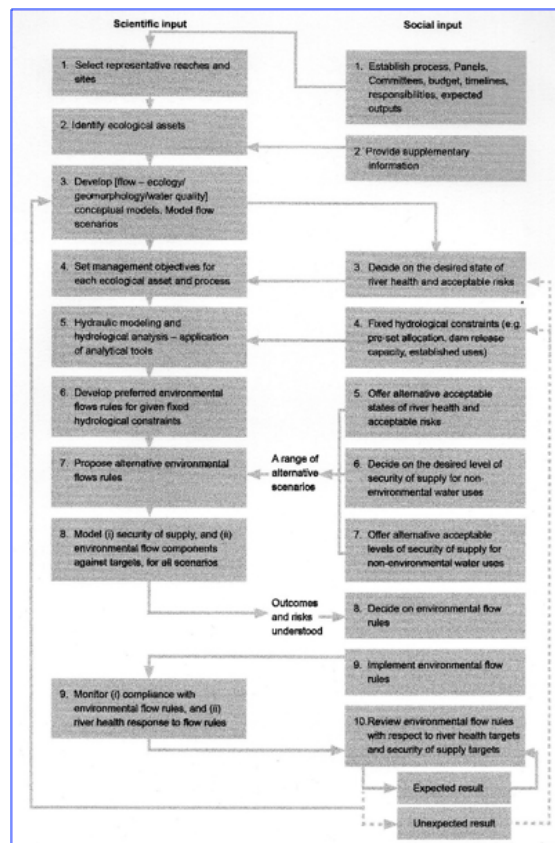 Scientific input
Social input
1. Select representative reaches and
sites
1. Establish process, Panels,
Committees, budget, timelines,
responsibilities, expected
outputs
2. Identify ecological assets
2. Provide supplementary
information
3. Develop [flow – ecology/
geomorphology/water quality]
conceptual models. Model flow
scenarios
4. Set management objectives for
each ecological asset and process
3. Decide on the desired state of
river health and acceptable risks
5. Hydraulic modeling and
hydrological analysis – application
of analytical tools
4. Fixed hydrological constraints (e.g.
pre-set allocation, dam release
capacity, established uses)
6. Develop preferred environmental
flows rules for given fixed
hydrological constraints
5. Offer alternative acceptable
states of river health and
acceptable risks
7. Propose alternative environmental
flows rules
A range of
alternative
scenarios
6. Decide on the desired level of
security of supply for non-
environmental water uses
8. Model (i) security of supply, and (ii)
environmental flow components
against targets, for all scenarios
7. Offer alternative acceptable
levels of security of supply for
non-environmental water uses
Outcomes
and risks
understood
8. Decide on environmental flow
rules
9. Implement environmental flow
rules
9. Monitor (i) compliance with
environmental flow rules, and (ii)
river health response to flow rules
10. Review environmental flow rules
with respect to river health targets
and security of supply targets
Expected result
Unexpected result